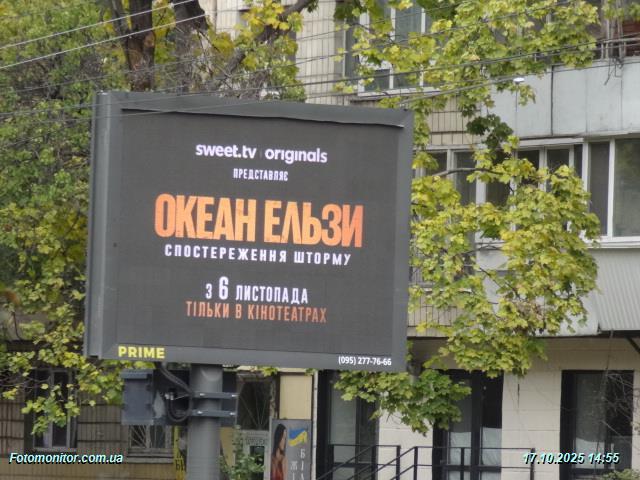 sweet.tv originals
ПРЕДСТАВЛЯЄ
ОКЕАН ЕЛЬЗИ
СПОСТЕРЕЖЕННЯ ШТОРМУ
З 6 ЛИСТОПАДА
ТІЛЬКИ В КІНОТЕАТРАХ
PRIME
(095) 277-76-66
Fotomonitor.com.ua
17.10.2025 14:55